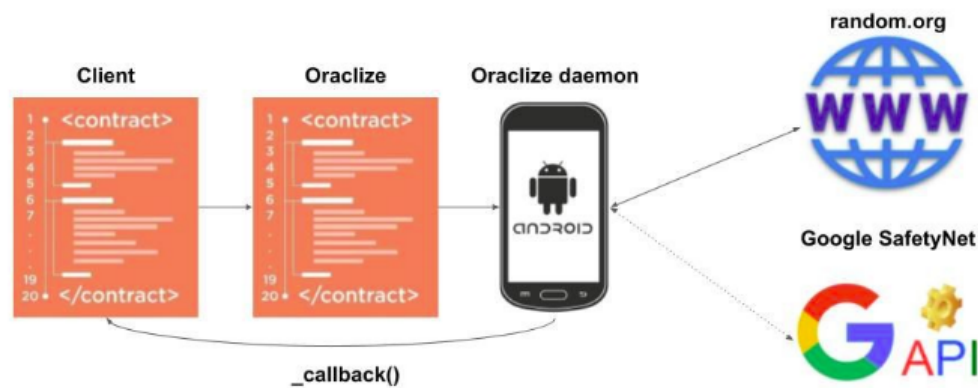 random.org
Client
Oraclize
Oraclize daemon
WWW
1 <contract>
2
3
4
5
6
7
.
.
.
19
20 </contract>
1 <contract>
2
3
4
5
6
7
.
.
.
19
20 </contract>
ANDROID
Google SafetyNet
G API
_callback()